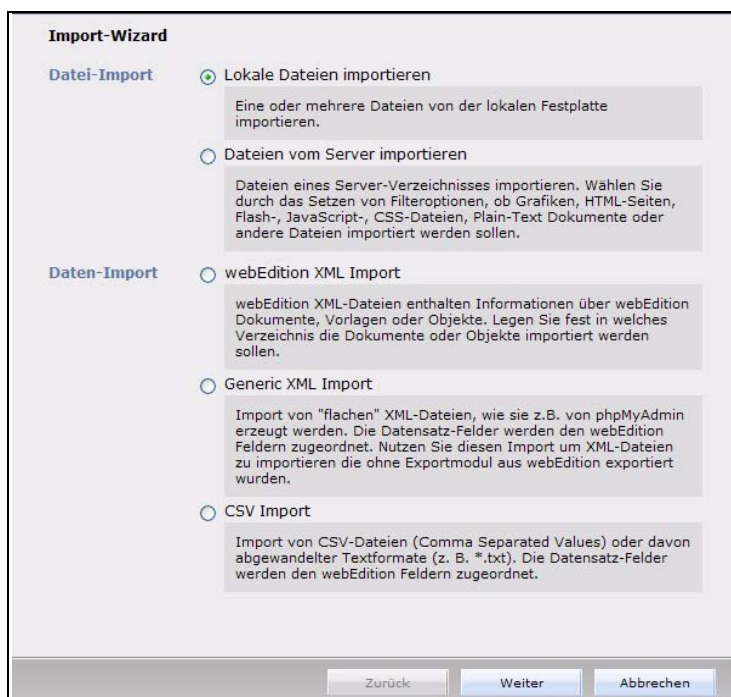 Import-Wizard
Datei-Import
Lokale Dateien importieren
Eine oder mehrere Dateien von der lokalen Festplatte
importieren.
Dateien vom Server importieren
Dateien eines Server-Verzeichnisses importieren. Wählen Sie
durch das Setzen von Filteroptionen, ob Grafiken, HTML-Seiten,
Flash-, JavaScript-, CSS-Dateien, Plain-Text Dokumente oder
andere Dateien importiert werden sollen.
Daten-Import
webEdition XML Import
webEdition XML-Dateien enthalten Informationen über webEdition
Dokumente, Vorlagen oder Objekte. Legen Sie fest in welches
Verzeichnis die Dokumente oder Objekte importiert werden
sollen.
Generic XML Import
Import von "flachen" XML-Dateien, wie sie z.B. von phpMyAdmin
erzeugt werden. Die Datensatz-Felder werden den webEdition
Feldern zugeordnet. Nutzen Sie diesen Import um XML-Dateien
zu importieren die ohne Exportmodul aus webEdition exportiert
wurden.
CSV Import
Import von CSV-Dateien (Comma Separated Values) oder davon
abgewandelter Textformate (z. B. *.txt). Die Datensatz-Felder
werden den webEdition Feldern zugeordnet.
Zurück
Weiter
Abbrechen